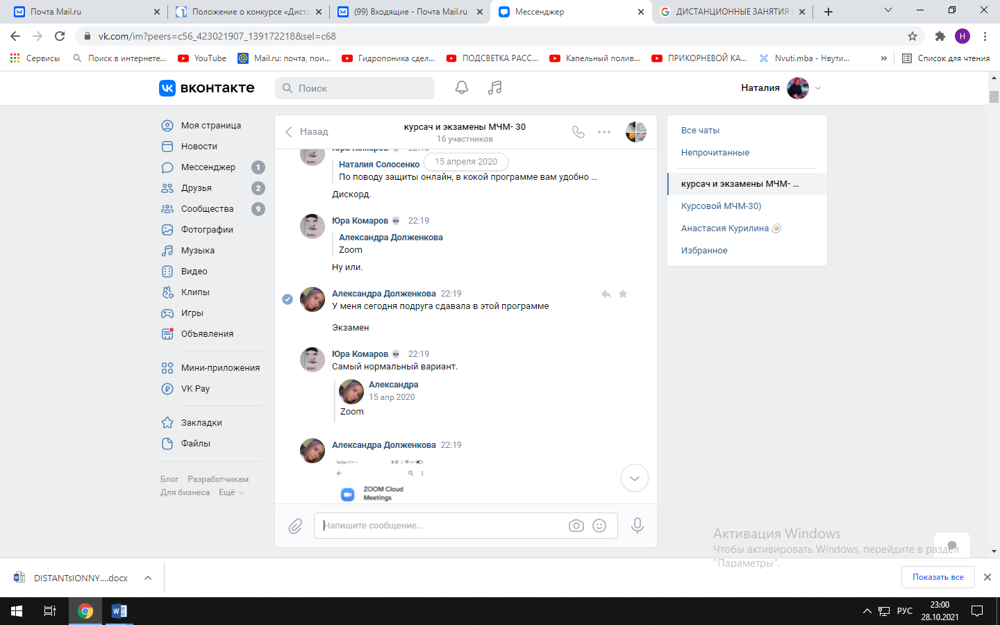 Почта Mail.ru
Положение о конкурсе «Диста
(99) Входящие - Почта Mail.ru
Мессенджер
ДИСТАНЦИОННЫЕ ЗАНЯТИЯ
vk.com/im?peers=c56_423021907_139172218&sel=c68
Н
Сервисы
Поиск в интернете...
YouTube
Mail.ru: почта, пои...
Гидропоника сдел...
ПОДСВЕТКА РАСС...
Капельный полив...
ПРИКОРНЕВОЙ КА...
Nvuti.mba - Нвути...
»
Список для чтения
вконтакте
Поиск
Наталия
Моя страница
Новости
Мессенджер 1
Друзья 2
Сообщества 9
Фотографии
Музыка
Видео
Клипы
Игры
Объявления
Мини-приложения
VK Pay
Закладки
Файлы
Блог Разработчикам
Для бизнеса Ещё
Назад
курсач и экзамены МЧМ- 30
16 участников
Юра Комаров 22:18
15 апреля 2020
Наталия Солосенко
По поводу защиты онлайн, в кокой программе вам удобно ...
Дискорд.
Юра Комаров 22:19
Александра Долженкова
Zoom
Ну или.
Александра Долженкова 22:19
У меня сегодня подруга сдавала в этой программе
Экзамен
Юра Комаров 22:19
Самый нормальный вариант.
Александра
15 апр 2020
Zoom
Александра Долженкова 22:19
ZOOM Cloud
Meetings
Напишите сообщение...
Все чаты
Непрочитанные
курсач и экзамены МЧМ- ...
Курсовой МЧМ-30)
Анастасия Курилина
Избранное
Активация Windows
Чтобы активировать Windows, перейдите в раздел
"Параметры".
DISTANTsIONNY....docx
Показать все
РУС
23:00
28.10.2021